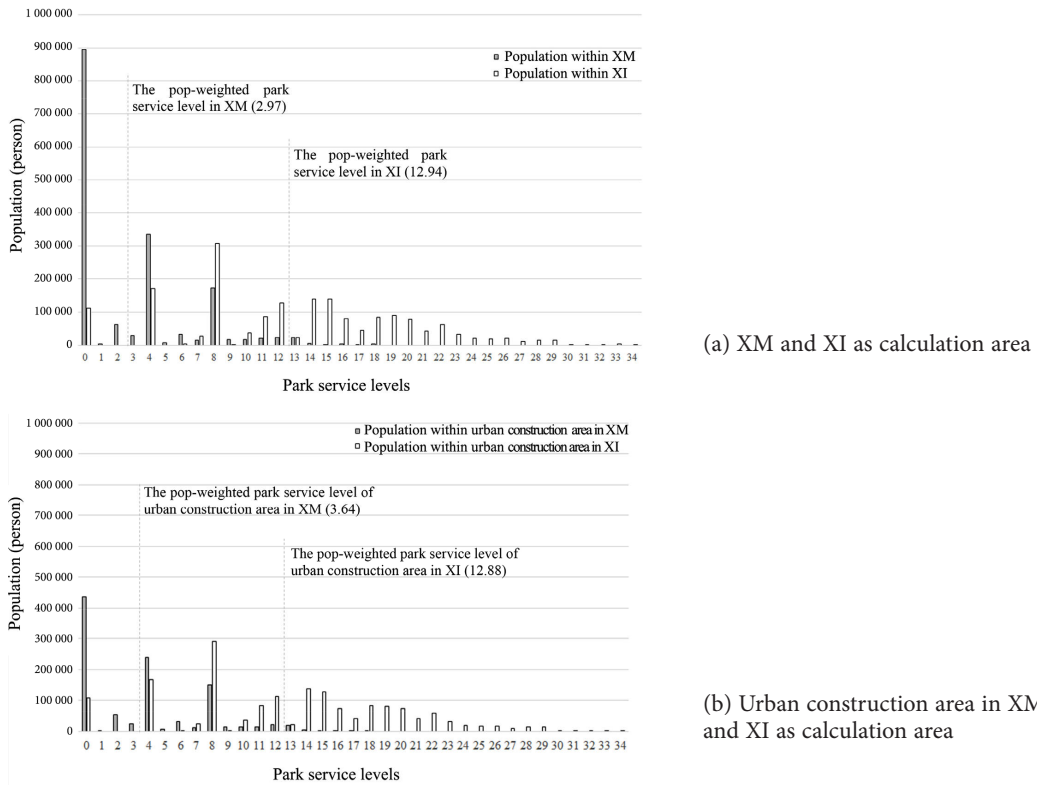 1 000 000
900 000
800 000
700 000
600 000
500 000
400 000
300 000
200 000
100 000
0
Population (person)
Population within XM
Population within XI
The pop-weighted park
service level in XM (2.97)
The pop-weighted park
service level in XI (12.94)
0 1 2 3 4 5 6 7 8 9 10 11 12 13 14 15 16 17 18 19 20 21 22 23 24 25 26 27 28 29 30 31 32 33 34
Park service levels
(a) XM and XI as calculation area
1 000 000
900 000
800 000
700 000
600 000
500 000
400 000
300 000
200 000
100 000
0
Population (person)
Population within urban construction area in XM
Population within urban construction area in XI
The pop-weighted park service level of
urban construction area in XM (3.64)
The pop-weighted park service level of
urban construction area in XI (12.88)
0 1 2 3 4 5 6 7 8 9 10 11 12 13 14 15 16 17 18 19 20 21 22 23 24 25 26 27 28 29 30 31 32 33 34
Park service levels
(b) Urban construction area in XM
and XI as calculation area